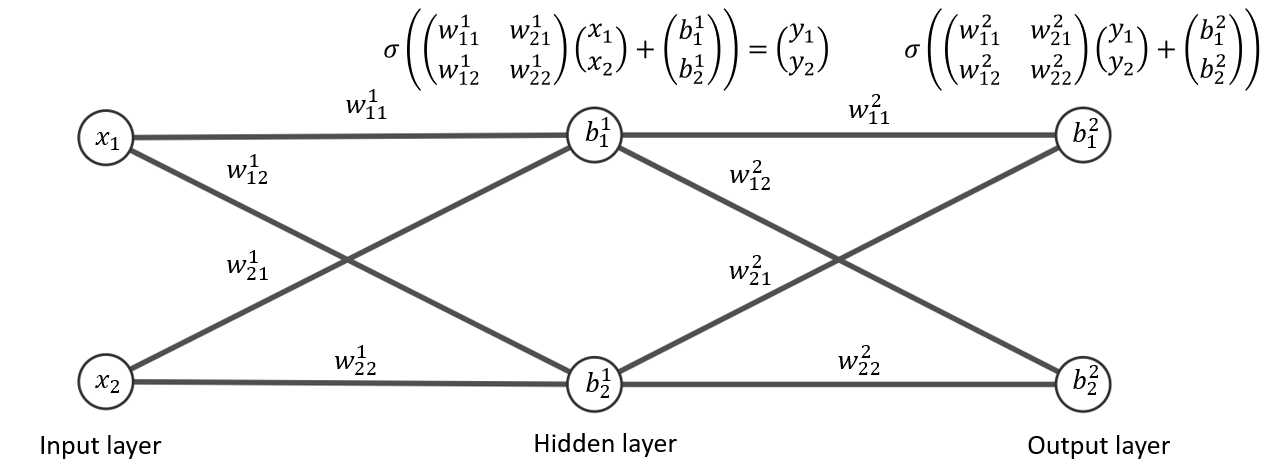 σ((w¹₁₁ w¹₂₁ w¹₁₂ w¹₂₂)(x₁ x₂) + (b¹₁ b¹₂)) = (y₁ y₂)
σ((w²₁₁ w²₂₁ w²₁₂ w²₂₂)(y₁ y₂) + (b²₁ b²₂))
w¹₁₁
w²₁₁
x₁
b¹₁
b²₁
w¹₁₂
w²₁₂
w¹₂₁
w²₂₁
w¹₂₂
w²₂₂
x₂
b¹₂
b²₂
Input layer
Hidden layer
Output layer